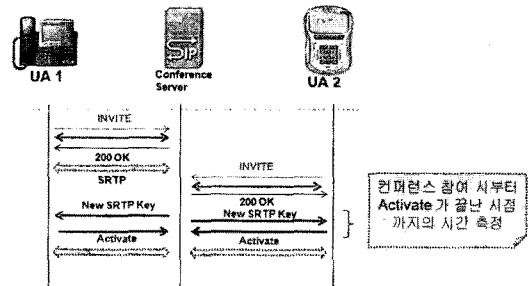 SIP
UA 1
Conference
Server
UA 2
INVITE
200 OK
SRTP
INVITE
200 OK
New SRTP Key
New SRTP Key
Activate
Activate
컨퍼런스 참여 시부터
Activate 가 끝난 시점
까지의 시간 측정